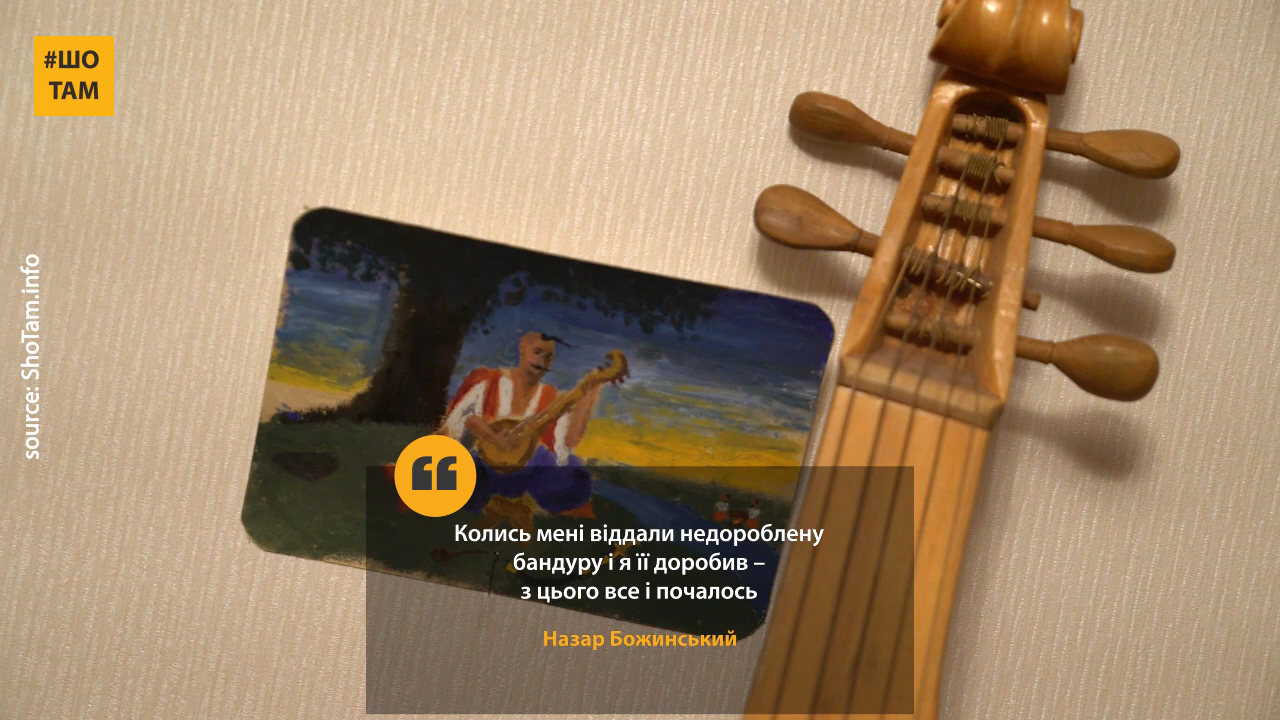 #ШО
ТАМ
source: ShoTam.info
Колись мені віддали недороблену
бандуру і я її доробив –
з цього все і почалось
Назар Божинський